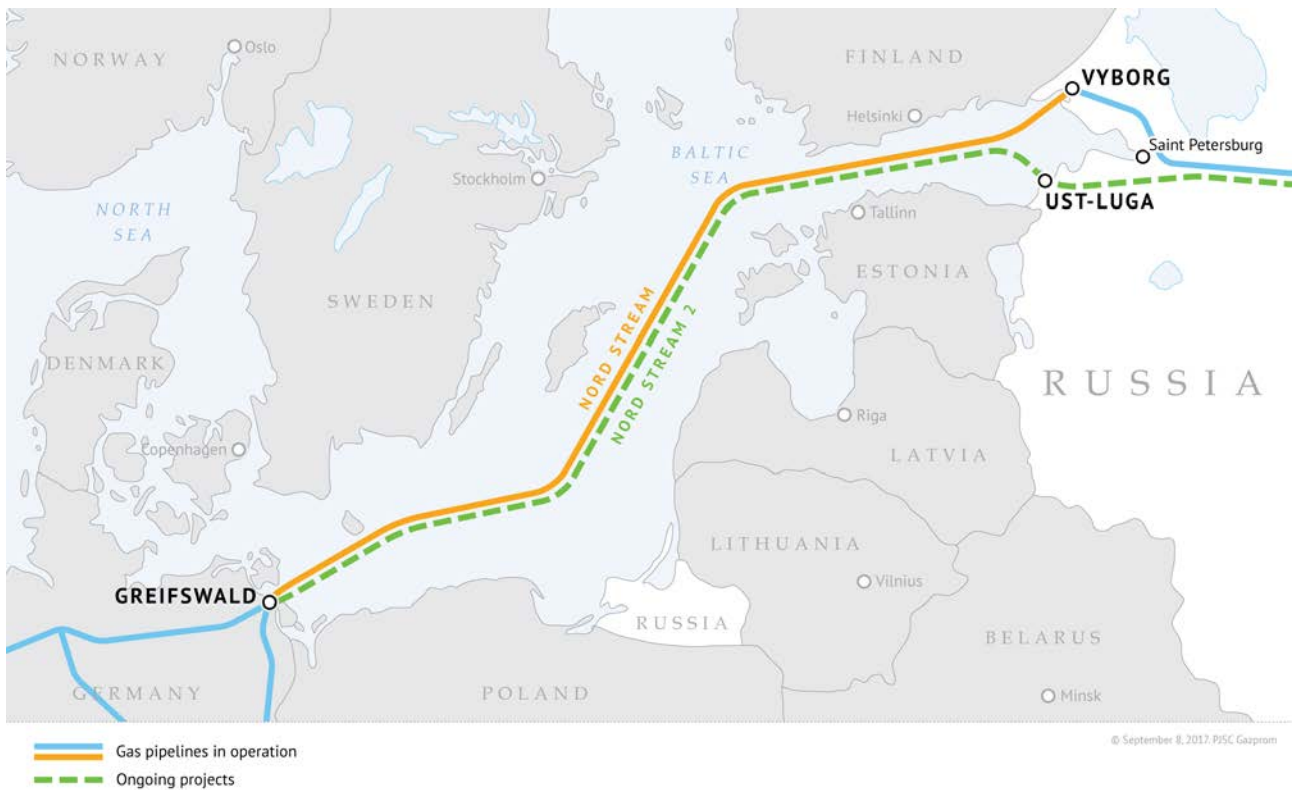 NORWAY
Oslo
FINLAND
VYBORG
Helsinki
Saint Petersburg
BALTIC
SEA
Stockholm
UST-LUGA
NORTH
SEA
Tallinn
ESTONIA
SWEDEN
NORD STREAM
NORD STREAM 2
DENMARK
RUSSIA
Riga
Copenhagen
LATVIA
LITHUANIA
Vilnius
GREIFSWALD
RUSSIA
BELARUS
GERMANY
POLAND
Minsk
Gas pipelines in operation
© September 8, 2017. PJSC Gazprom
Ongoing projects